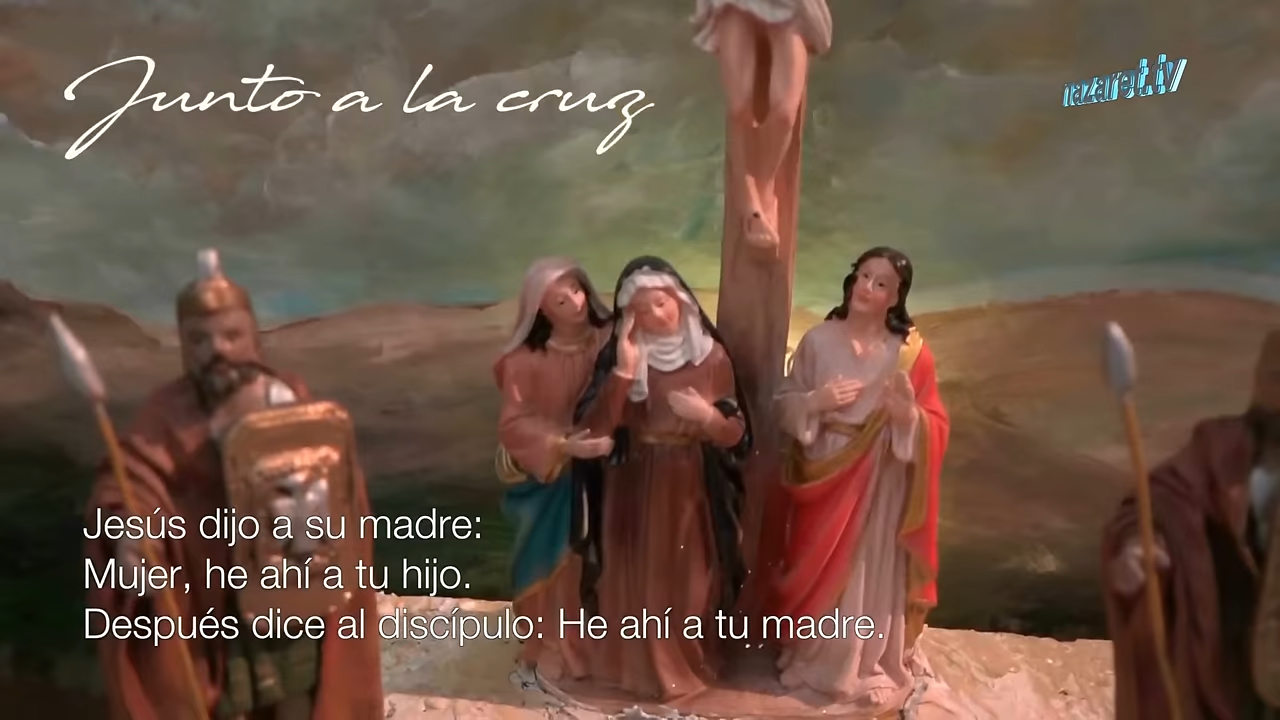 Junto a la cruz
nazaret.tv
Jesús dijo a su madre:
Mujer, he ahí a tu hijo.
Después dice al discípulo: He ahí a tu madre.